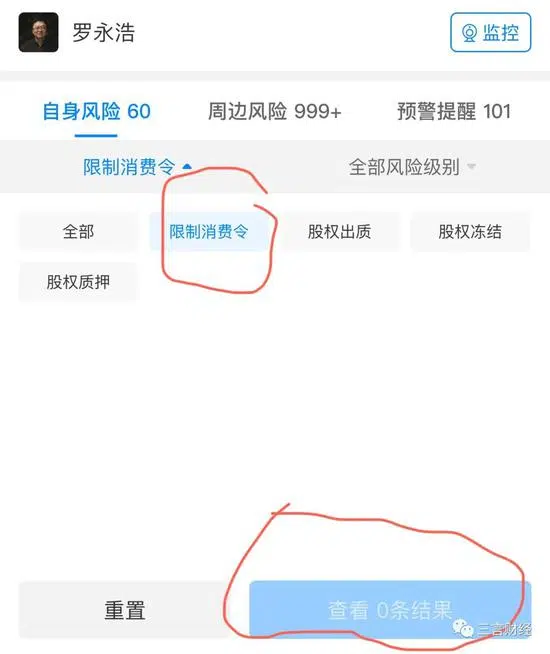 罗永浩 监控
自身风险 60 周边风险 999+ 预警提醒 101
限制消费令 全部风险级别
全部 限制消费令 股权出质 股权冻结
股权质押
重置 查看 0条结果
三言财经